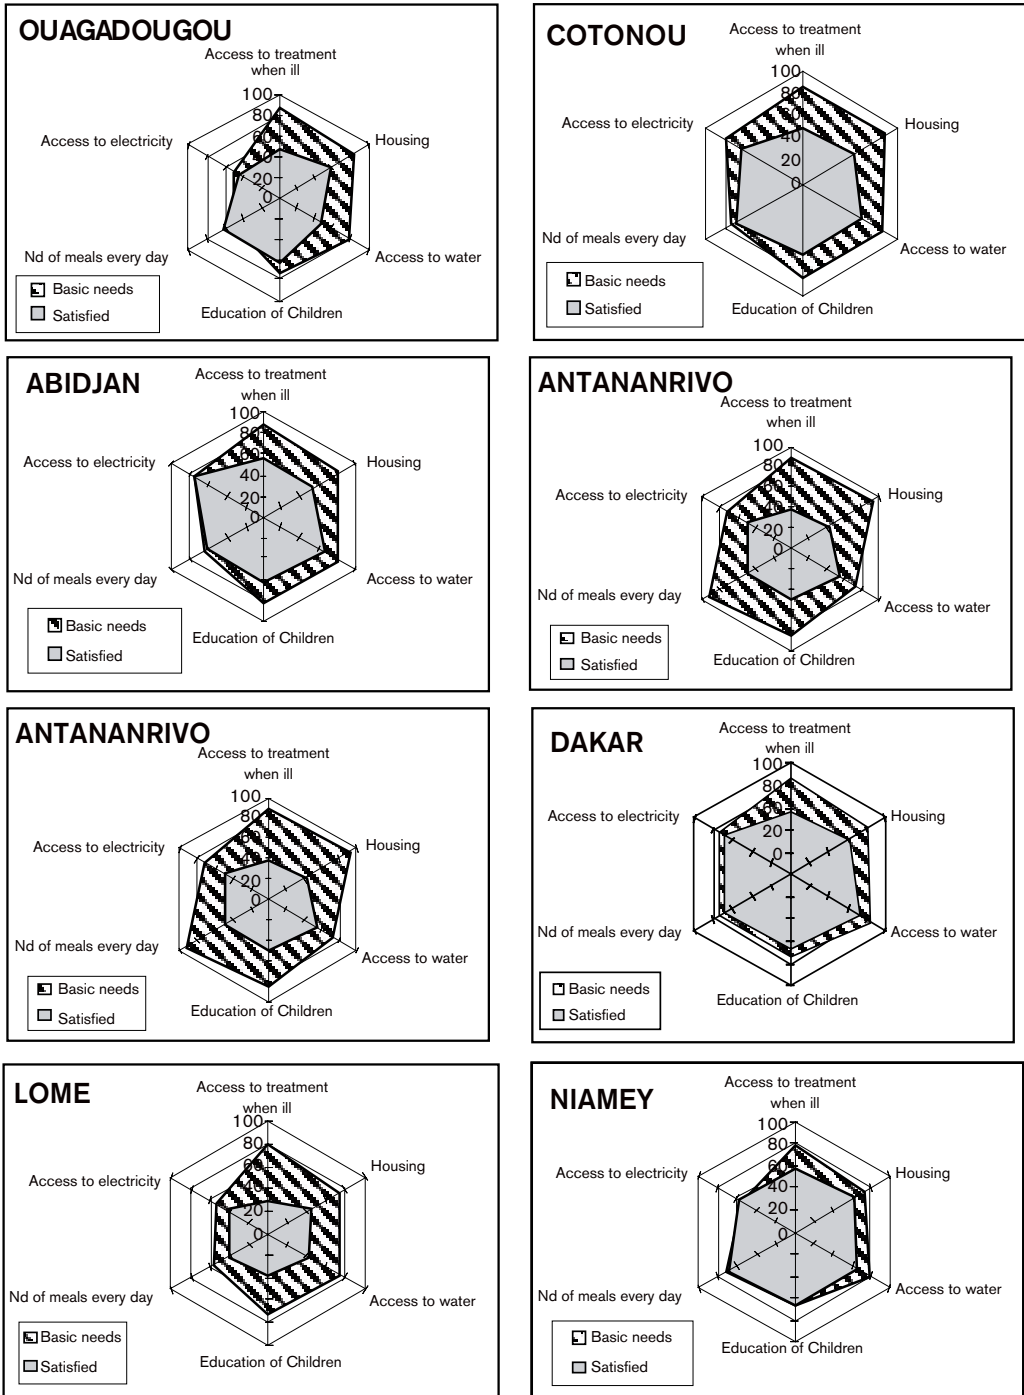 OUAGADOUGOU
Access to treatment
when ill
100
80
60
40
20
0
Access to electricity
Housing
Nd of meals every day
Access to water
Education of Children
Basic needs
Satisfied
COTONOU
Access to treatment
when ill
100
80
60
40
20
0
Access to electricity
Housing
Nd of meals every day
Access to water
Education of Children
Basic needs
Satisfied
ABIDJAN
Access to treatment
when ill
100
80
60
40
20
0
Access to electricity
Housing
Nd of meals every day
Access to water
Education of Children
Basic needs
Satisfied
ANTANANRIVO
Access to treatment
when ill
100
80
60
40
20
0
Access to electricity
Housing
Nd of meals every day
Access to water
Education of Children
Basic needs
Satisfied
ANTANANRIVO
Access to treatment
when ill
100
80
60
40
20
0
Access to electricity
Housing
Nd of meals every day
Access to water
Education of Children
Basic needs
Satisfied
DAKAR
Access to treatment
when ill
100
80
60
20
0
Access to electricity
Housing
Nd of meals every day
Access to water
Education of Children
Basic needs
Satisfied
LOME
Access to treatment
when ill
100
80
60
40
20
0
Access to electricity
Housing
Nd of meals every day
Access to water
Education of Children
Basic needs
Satisfied
NIAMEY
Access to treatment
when ill
100
80
60
40
20
0
Access to electricity
Housing
Nd of meals every day
Access to water
Education of Children
Basic needs
Satisfied